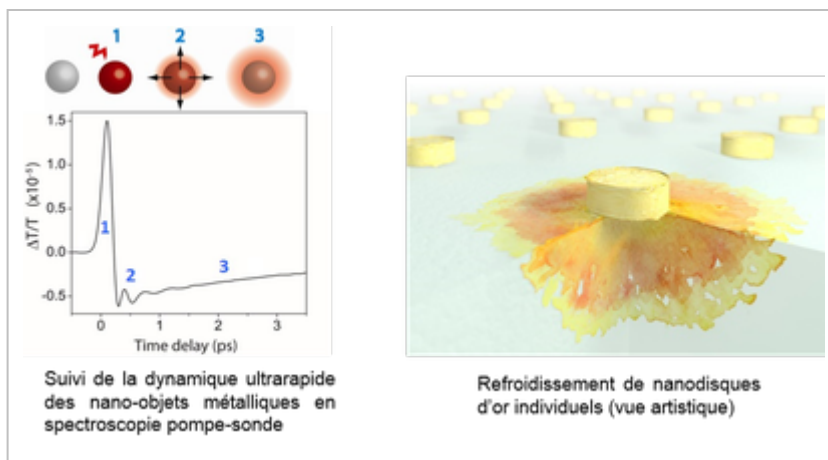 1 2 3
1.5
1.0
0.5
0.0
-0.5
ΔT/T (x10⁻⁵)
1
2
3
0 1 2 3
Time delay (ps)
Suivi de la dynamique ultrarapide
des nano-objets métalliques en
spectroscopie pompe-sonde
Refroidissement de nanodisques
d'or individuels (vue artistique)